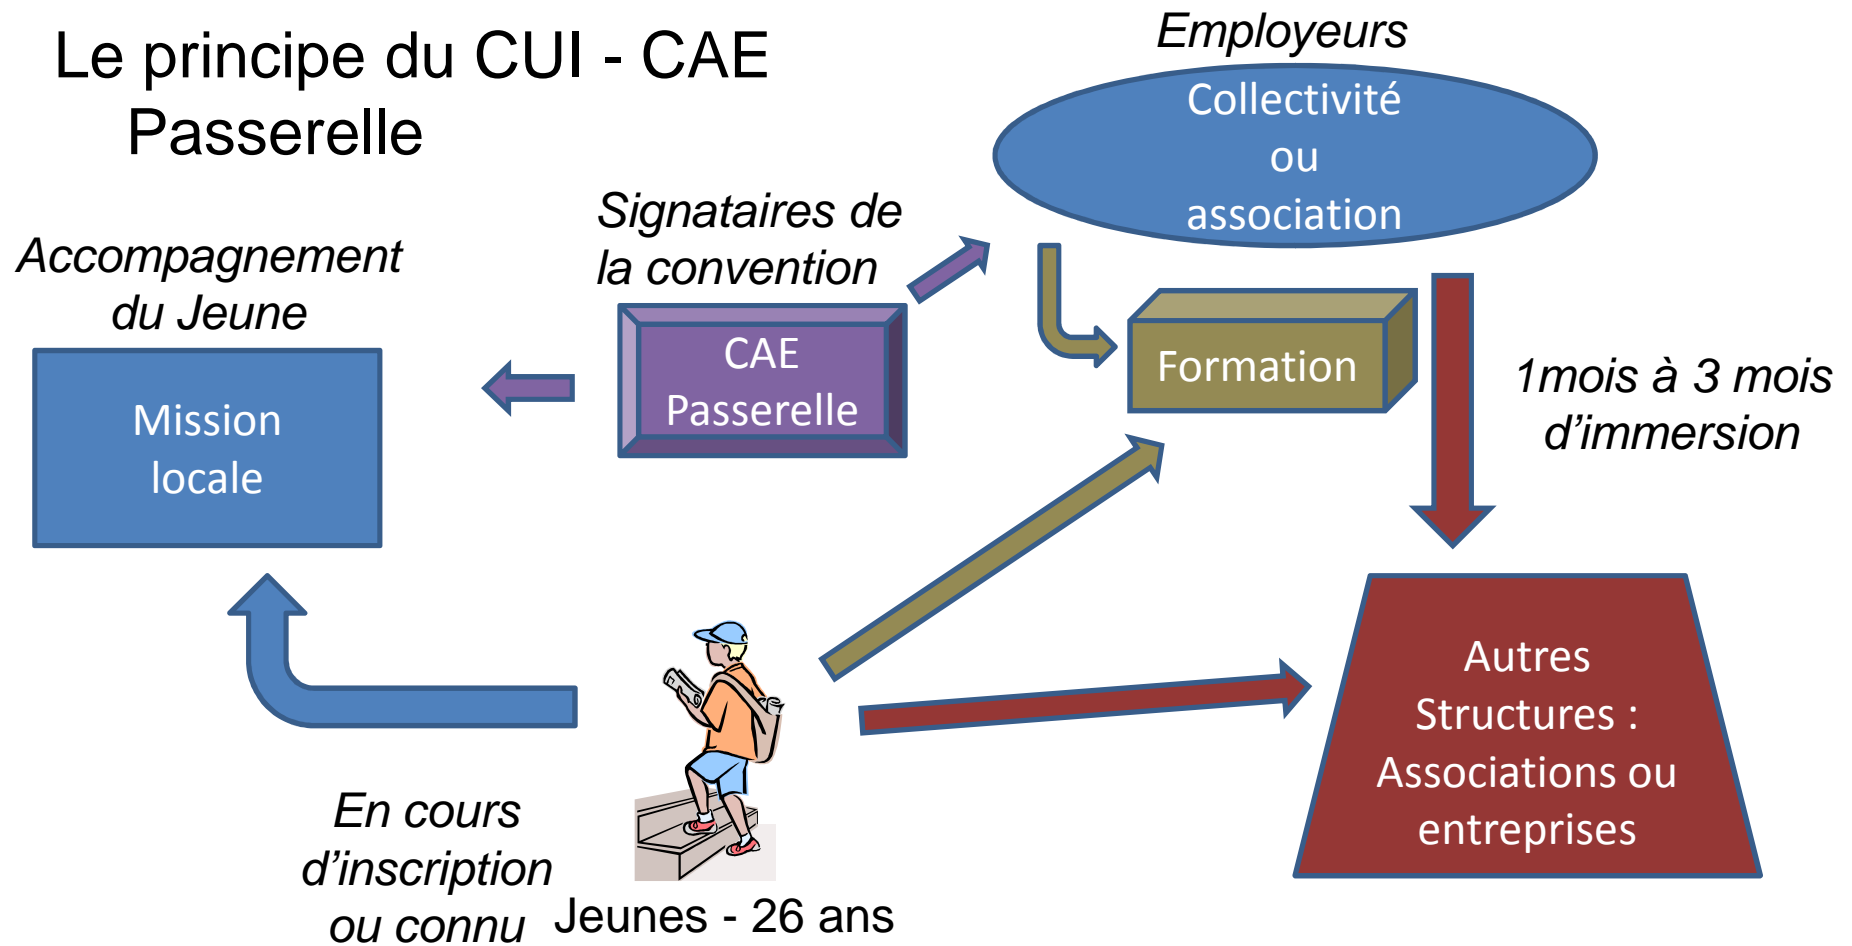 Le principe du CUI - CAE
Passerelle
Employeurs
Collectivité
ou
association
Signataires de
la convention
Accompagnement
du Jeune
CAE
Passerelle
Formation
Mission
locale
1mois à 3 mois
d’immersion
Autres
Structures :
Associations ou
entreprises
En cours
d’inscription
ou connu
Jeunes - 26 ans